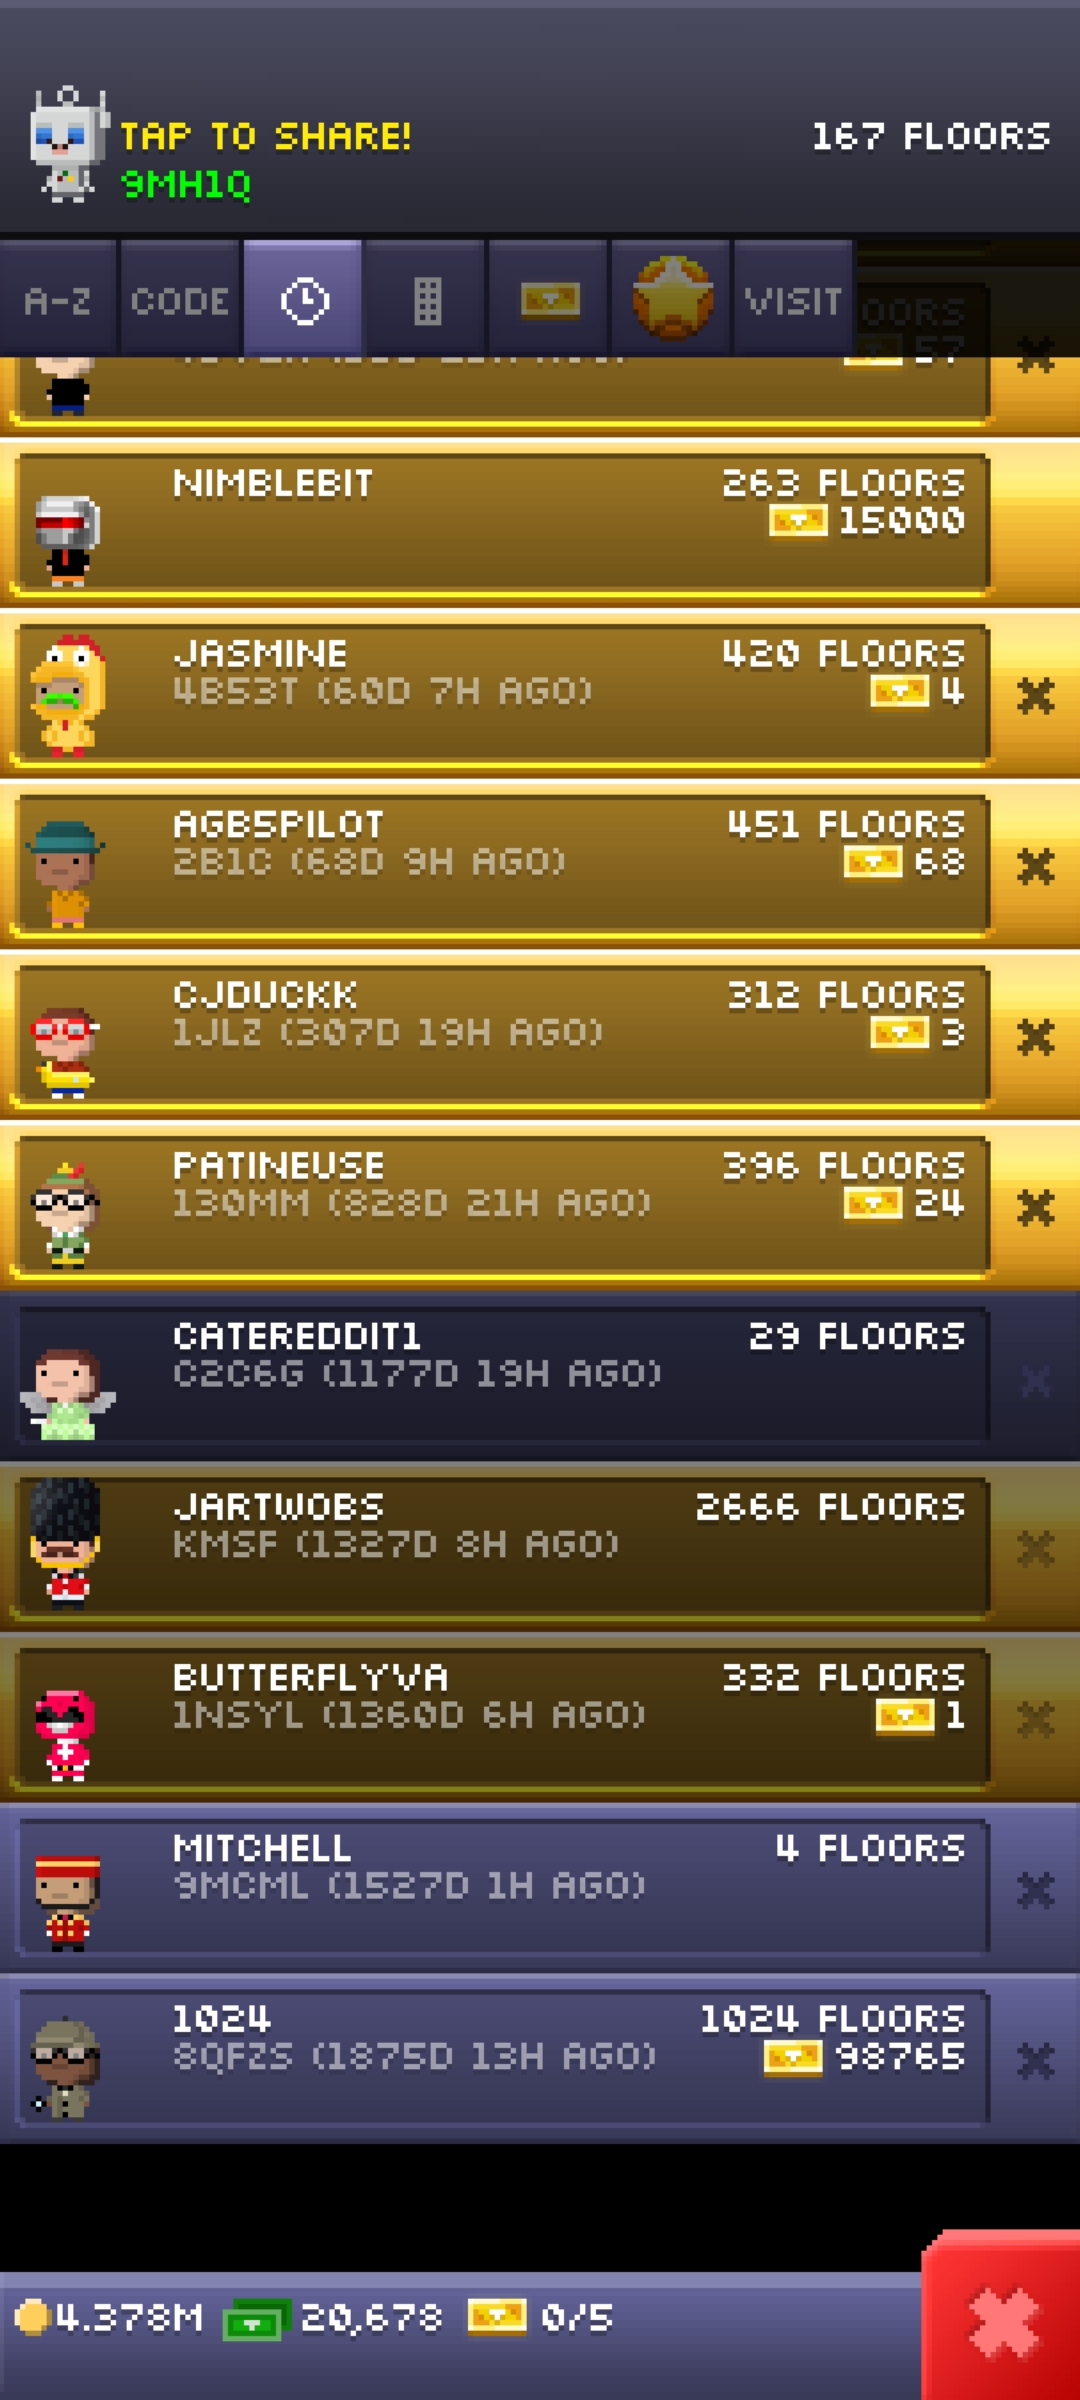 TAP TO SHARE!
167 FLOORS
9MH1Q
A-Z CODE VISIT
57
NIMBLEBIT
263 FLOORS
15000
JASMINE
420 FLOORS
4B53T (60D 7H AGO)
4
AGB5PILOT
451 FLOORS
2B1C (68D 9H AGO)
68
CJDUCKK
312 FLOORS
1JLZ (307D 19H AGO)
3
PATINEUSE
396 FLOORS
130MM (828D 21H AGO)
24
CATEREDDIT1
29 FLOORS
C2C6G (1177D 19H AGO)
JARTWOBS
2666 FLOORS
KMSF (1327D 8H AGO)
BUTTERFLYVA
332 FLOORS
1NSYL (1360D 6H AGO)
1
MITCHELL
4 FLOORS
9MCML (1527D 1H AGO)
1024
1024 FLOORS
8QFZS (1875D 13H AGO)
98765
4.378M 20,678 0/5